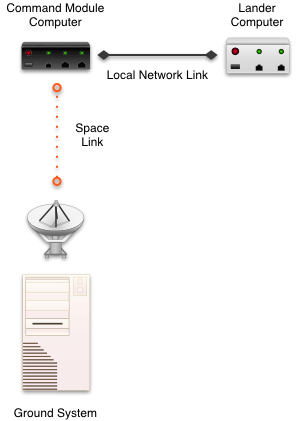 Command Module
Computer
Lander
Computer
Local Network Link
Space
Link
Ground System